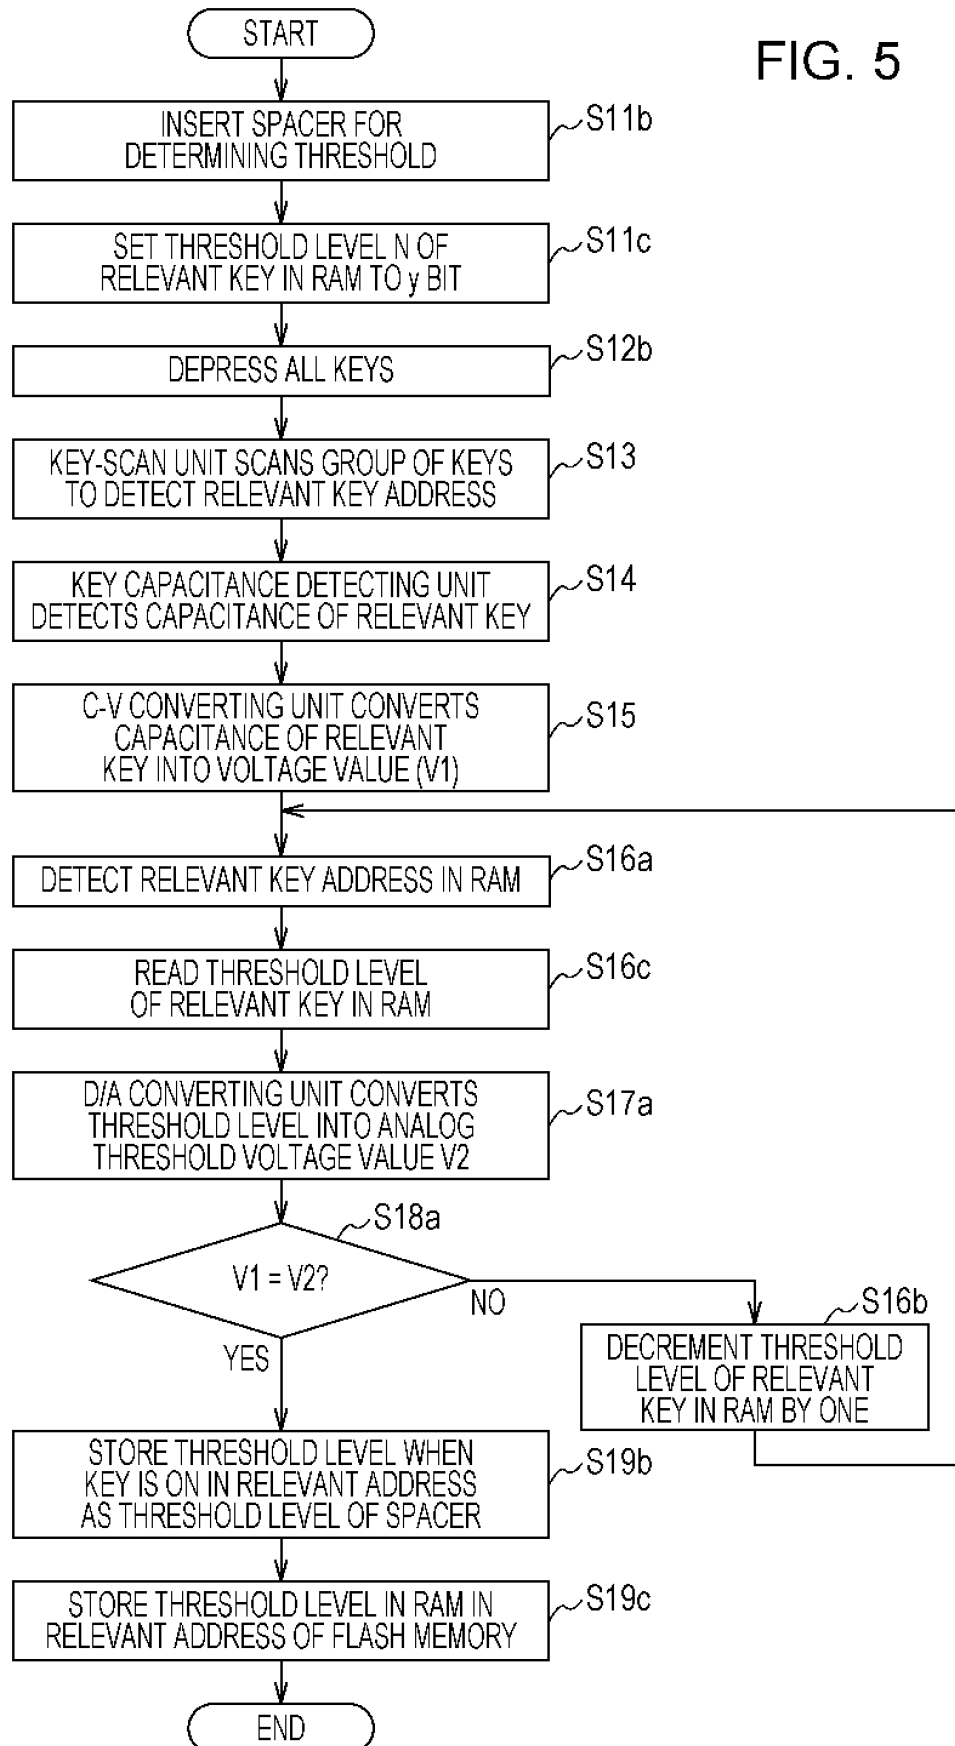 START
FIG. 5
INSERT SPACER FOR
DETERMINING THRESHOLD
S11b
SET THRESHOLD LEVEL N OF
RELEVANT KEY IN RAM TO y BIT
S11c
DEPRESS ALL KEYS
S12b
KEY-SCAN UNIT SCANS GROUP OF KEYS
TO DETECT RELEVANT KEY ADDRESS
S13
KEY CAPACITANCE DETECTING UNIT
DETECTS CAPACITANCE OF RELEVANT KEY
S14
C-V CONVERTING UNIT CONVERTS
CAPACITANCE OF RELEVANT
KEY INTO VOLTAGE VALUE (V1)
S15
DETECT RELEVANT KEY ADDRESS IN RAM
S16a
READ THRESHOLD LEVEL
OF RELEVANT KEY IN RAM
S16c
D/A CONVERTING UNIT CONVERTS
THRESHOLD LEVEL INTO ANALOG
THRESHOLD VOLTAGE VALUE V2
S17a
S18a
V1 = V2?
NO
YES
S16b
DECREMENT THRESHOLD
LEVEL OF RELEVANT
KEY IN RAM BY ONE
STORE THRESHOLD LEVEL WHEN
KEY IS ON IN RELEVANT ADDRESS
AS THRESHOLD LEVEL OF SPACER
S19b
STORE THRESHOLD LEVEL IN RAM IN
RELEVANT ADDRESS OF FLASH MEMORY
S19c
END